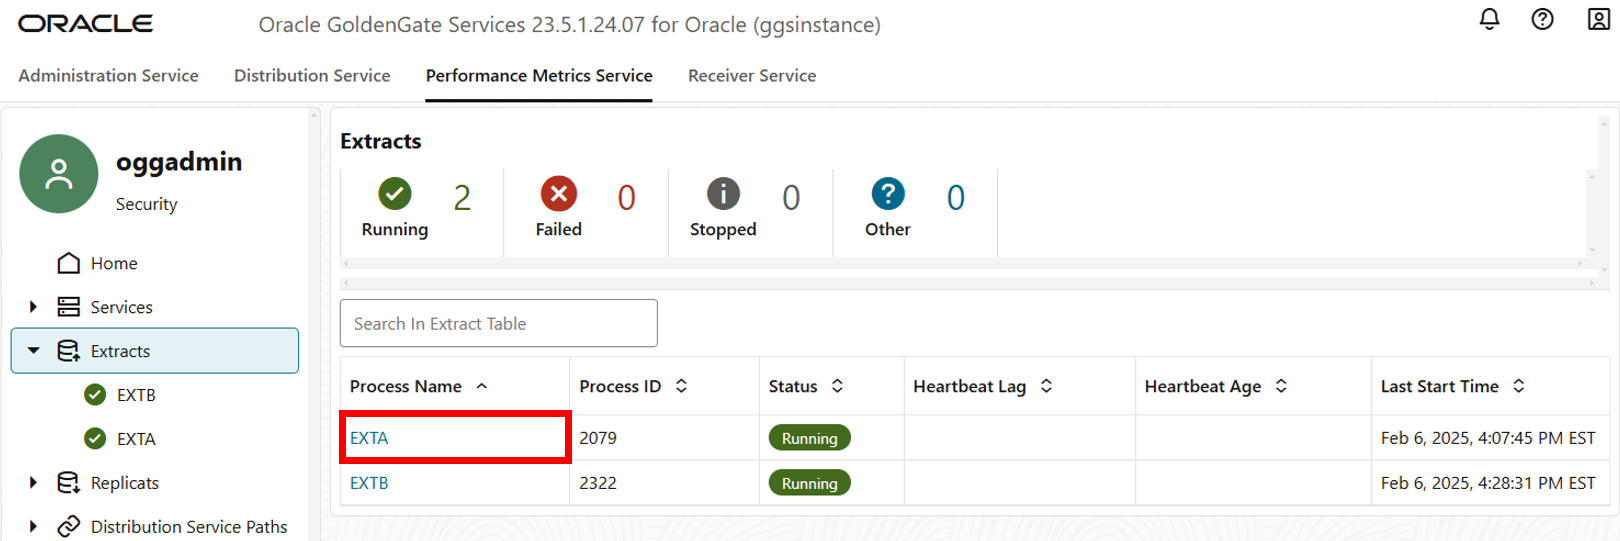 ORACLE
Oracle GoldenGate Services 23.5.1.24.07 for Oracle (ggsinstance)
Administration Service
Distribution Service
Performance Metrics Service
Receiver Service
oggadmin
Security
Home
Services
Extracts
EXTB
EXTA
Replicats
Distribution Service Paths
Extracts
2
Running
0
Failed
0
Stopped
0
Other
Search In Extract Table
Process Name Process ID Status Heartbeat Lag Heartbeat Age Last Start Time
EXTA 2079 Running Feb 6, 2025, 4:07:45 PM EST
EXTB 2322 Running Feb 6, 2025, 4:28:31 PM EST